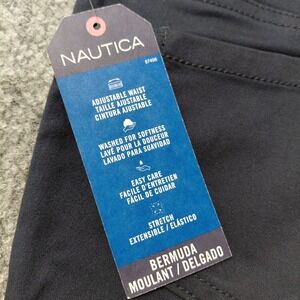 NAUTICA
ADJUSTABLE WAIST
TAILLE AJUSTABLE
CINTURA AJUSTABLE
WASHED FOR SOFTNESS
LAVÉ POUR LA DOUCEUR
LAVADO PARA SUAVIDAD
EASY CARE
FACILE D'ENTRETIEN
FÁCIL DE CUIDAR
STRETCH
EXTENSIBLE / ELÁSTICO
BERMUDA
MOULANT / DELGADO